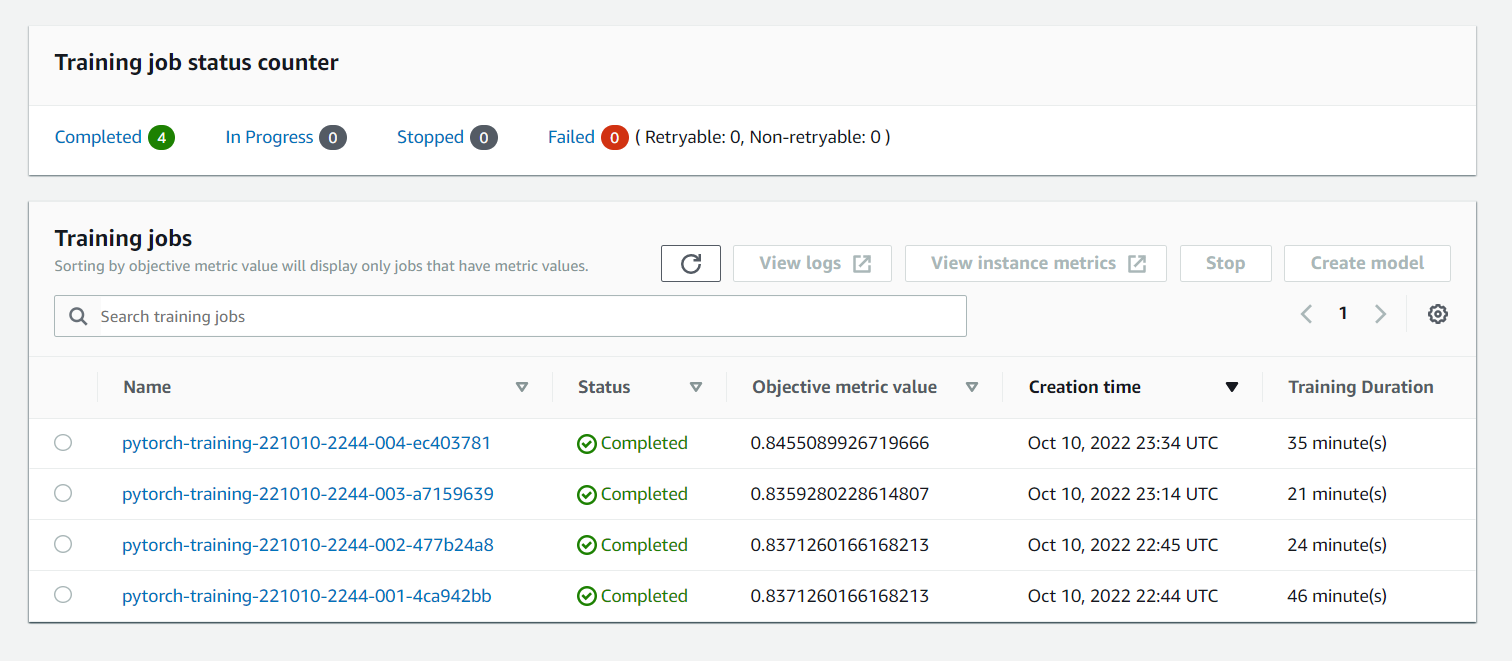 Training job status counter
Completed 4 In Progress 0 Stopped 0 Failed 0 ( Retryable: 0, Non-retryable: 0 )
Training jobs
Sorting by objective metric value will display only jobs that have metric values.
View logs View instance metrics Stop Create model
Search training jobs
1
Name Status Objective metric value Creation time Training Duration
pytorch-training-221010-2244-004-ec403781 Completed 0.8455089926719666 Oct 10, 2022 23:34 UTC 35 minute(s)
pytorch-training-221010-2244-003-a7159639 Completed 0.8359280228614807 Oct 10, 2022 23:14 UTC 21 minute(s)
pytorch-training-221010-2244-002-477b24a8 Completed 0.8371260166168213 Oct 10, 2022 22:45 UTC 24 minute(s)
pytorch-training-221010-2244-001-4ca942bb Completed 0.8371260166168213 Oct 10, 2022 22:44 UTC 46 minute(s)